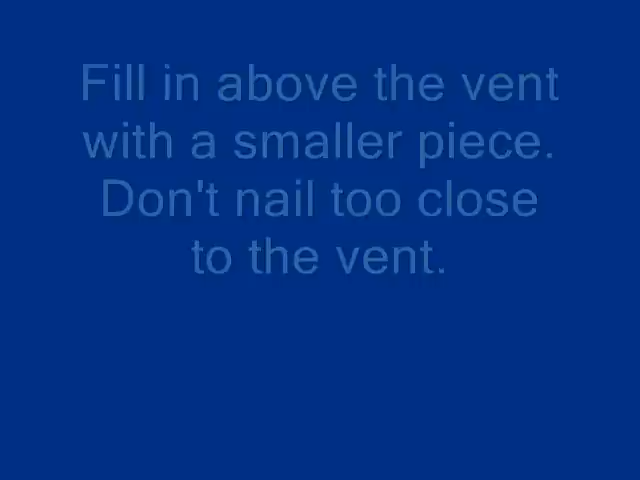 Fill in above the vent
with a smaller piece.
Don't nail too close
to the vent.